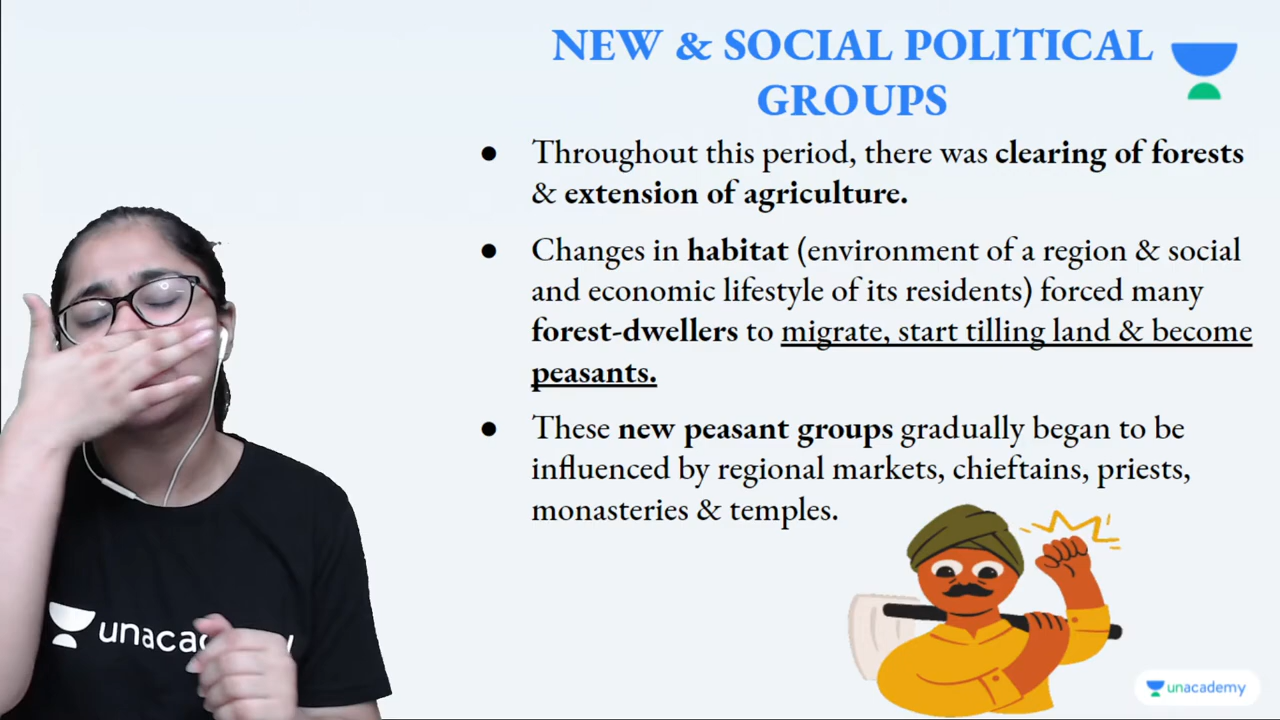 NEW & SOCIAL POLITICAL
GROUPS
● Throughout this period, there was clearing of forests
& extension of agriculture.
● Changes in habitat (environment of a region & social
and economic lifestyle of its residents) forced many
forest-dwellers to migrate, start tilling land & become
peasants.
● These new peasant groups gradually began to be
influenced by regional markets, chieftains, priests,
monasteries & temples.
unacademy